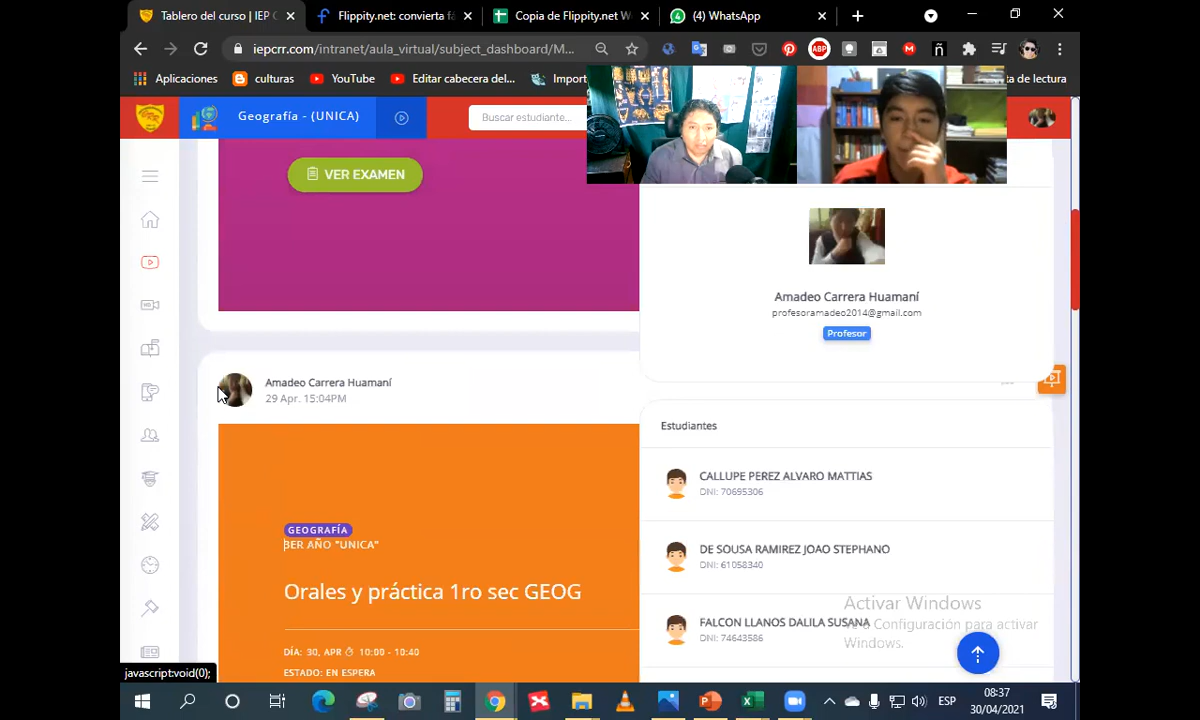 Tablero del curso | IEP C
Flippity.net: convierta fá
Copia de Flippity.net W
(4) WhatsApp
iepcrr.com/intranet/aula_virtual/subject_dashboard/M...
Aplicaciones
culturas
YouTube
Editar cabecera del...
Import
ta de lectura
Geografía - (UNICA)
Buscar estudiante...
VER EXAMEN
Amadeo Carrera Huamaní
profesoramadeo2014@gmail.com
Profesor
Amadeo Carrera Huamaní
29 Apr. 15:04PM
GEOGRAFÍA
BER AÑO "UNICA"
Orales y práctica 1ro sec GEOG
DÍA: 30, APR 10:00 - 10:40
ESTADO: EN ESPERA
Estudiantes
CALLUPE PEREZ ALVARO MATTIAS
DNI: 70695306
DE SOUSA RAMIREZ JOAO STEPHANO
DNI: 61058340
FALCON LLANOS DALILA SUSANA
DNI: 74643586
Activar Windows
Ve a Configuración para activar
Windows.
javascript:void(0);
ESP
08:37
30/04/2021